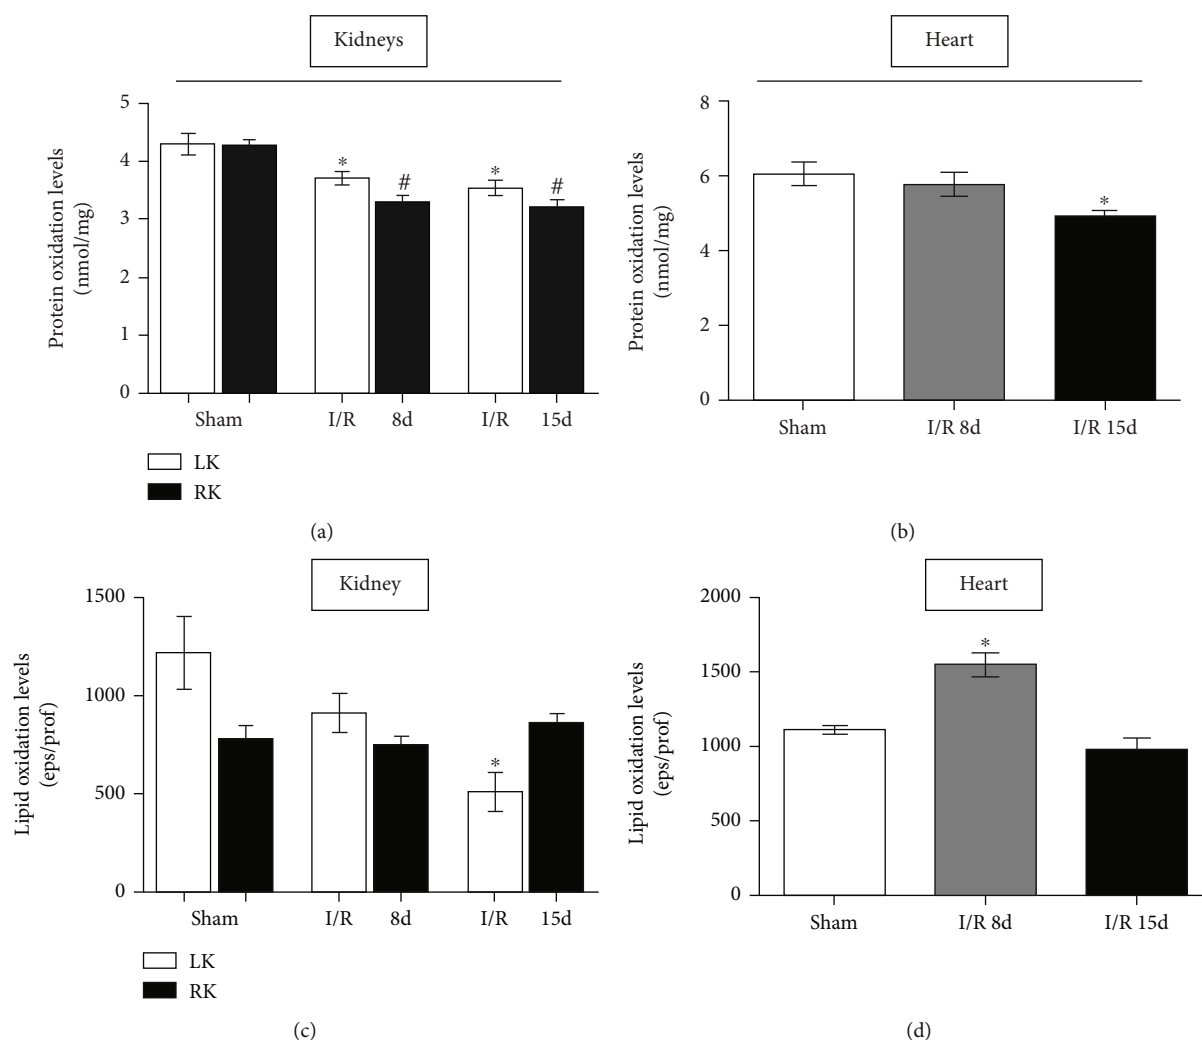 Kidneys
Protein oxidation levels
(nmol/mg)
5
4
3
2
1
0
*
#
*
#
Sham I/R 8d I/R 15d
LK
RK
(a)
Heart
Protein oxidation levels
(nmol/mg)
8
6
4
2
0
*
Sham I/R 8d I/R 15d
(b)
Kidney
Lipid oxidation levels
(eps/prof)
1500
1000
500
0
*
Sham I/R 8d I/R 15d
LK
RK
(c)
Heart
Lipid oxidation levels
(eps/prof)
2000
1500
1000
500
0
*
Sham I/R 8d I/R 15d
(d)